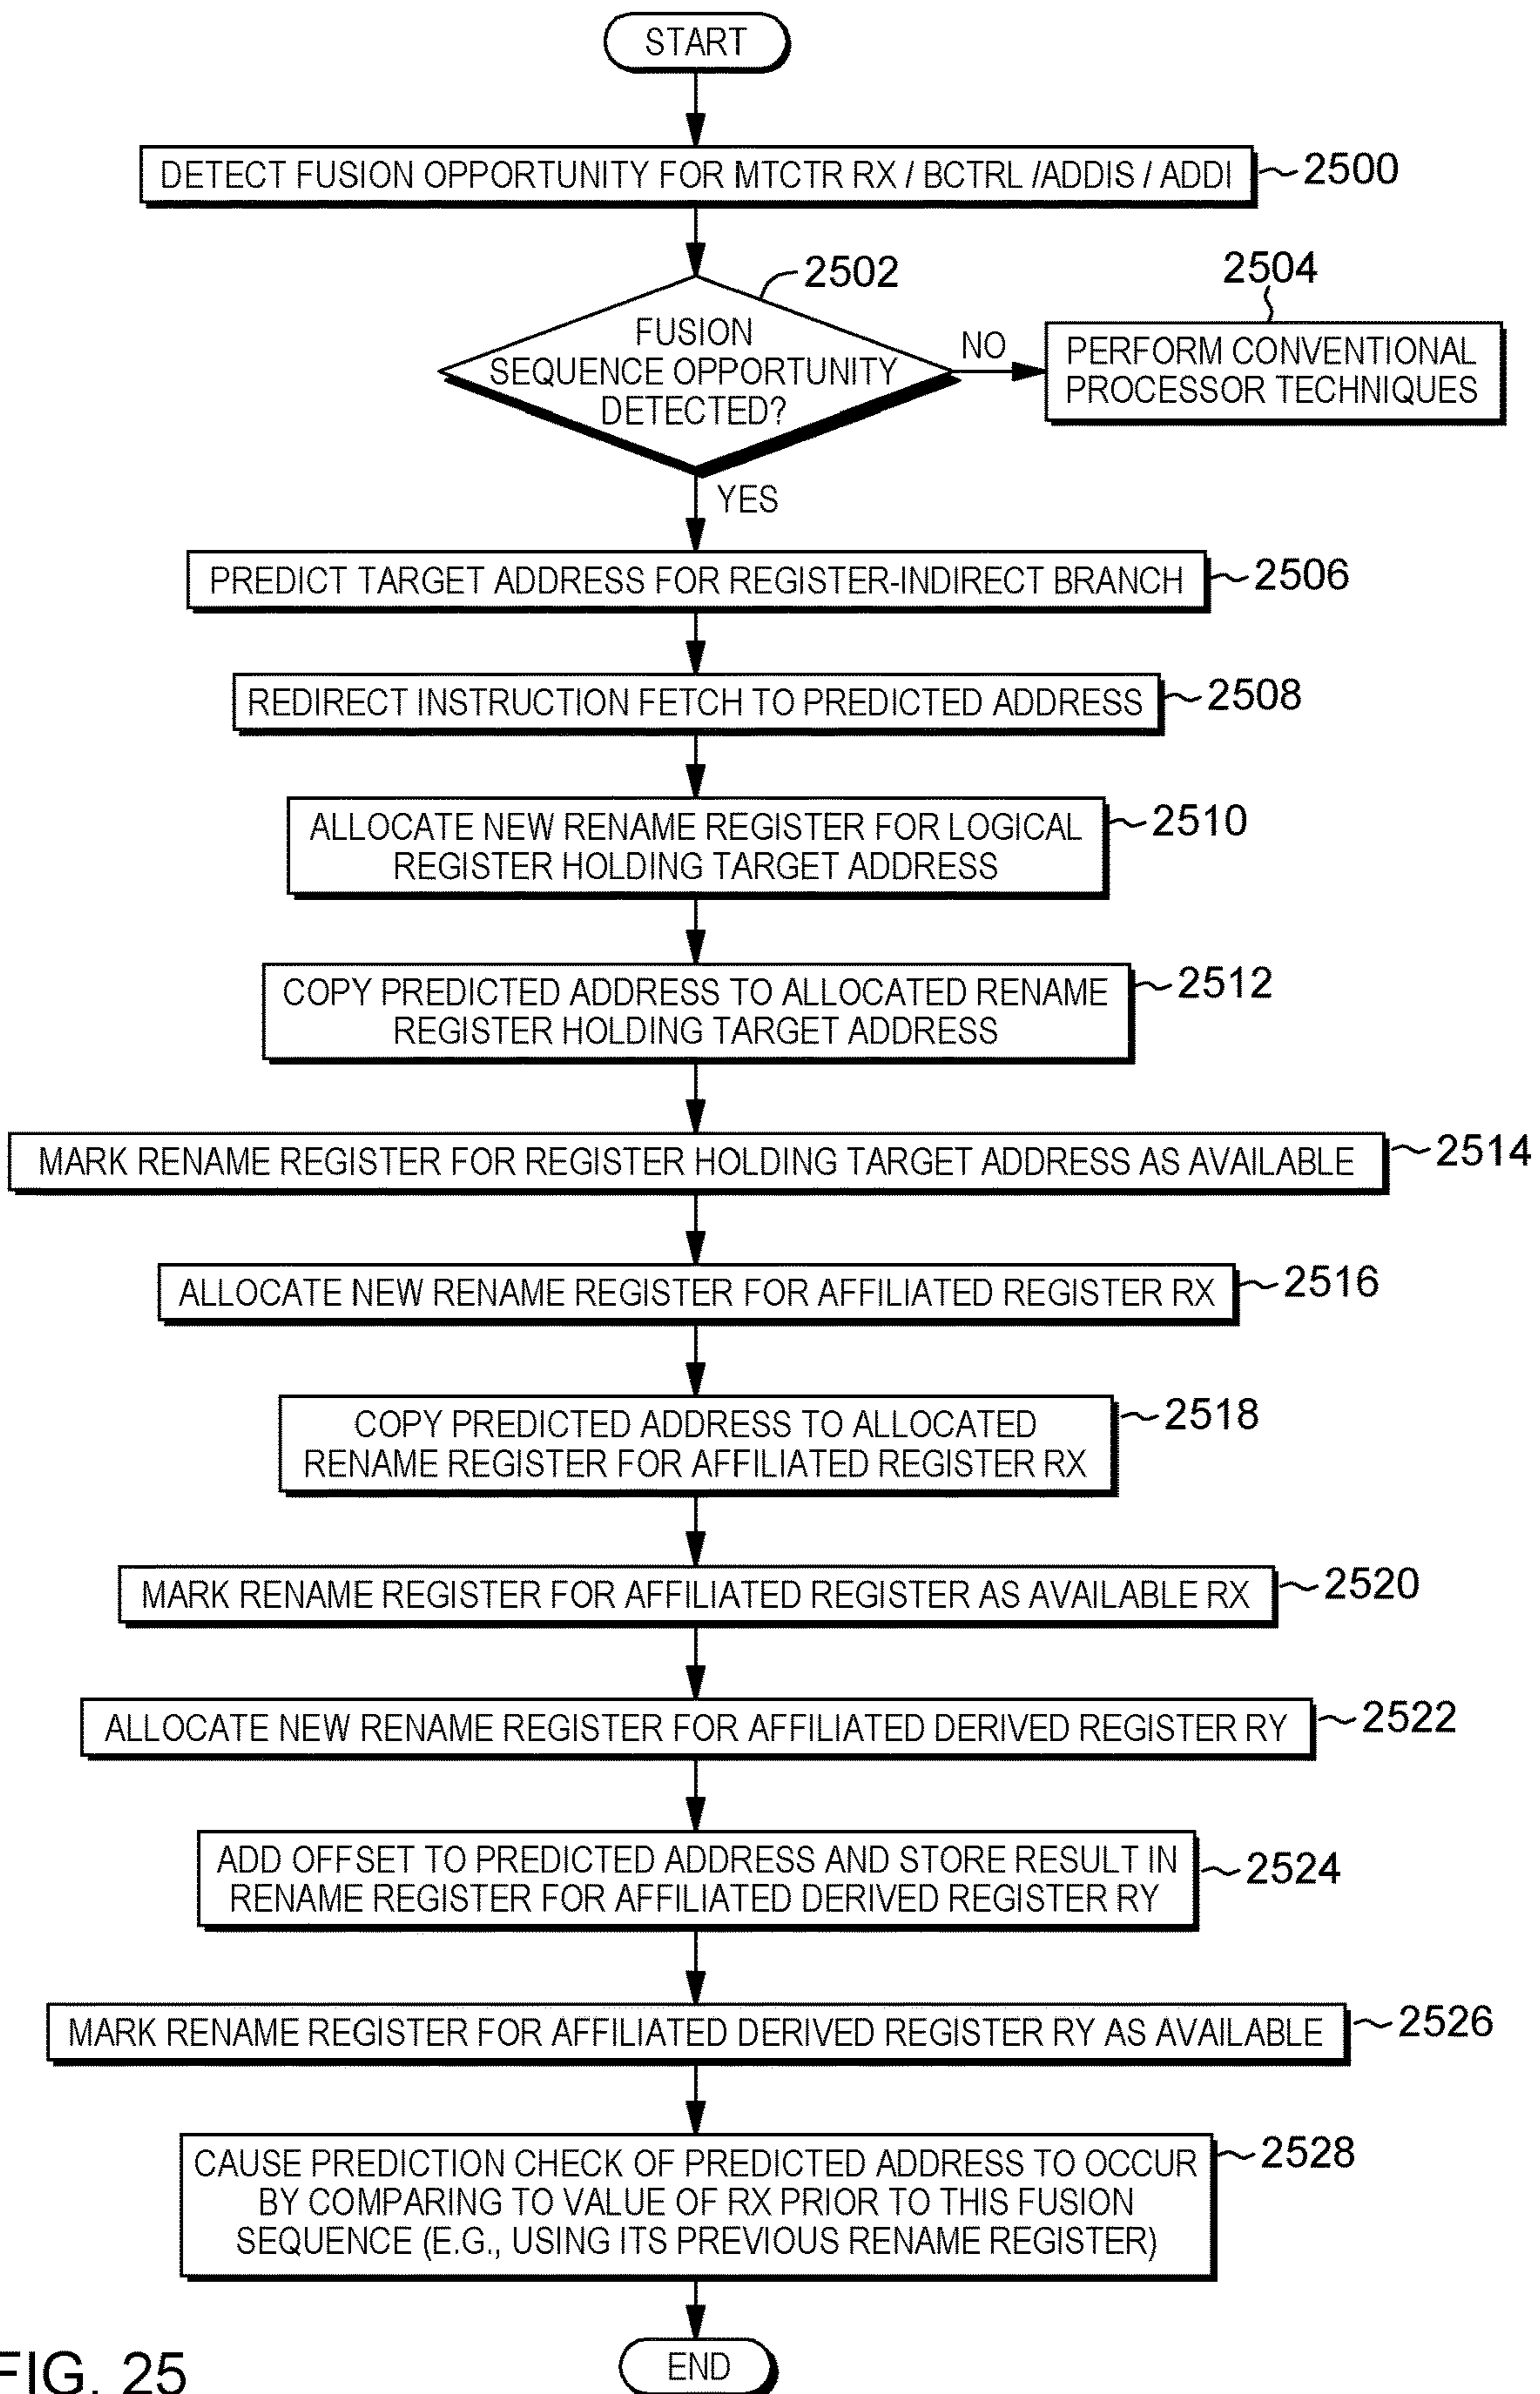 START
DETECT FUSION OPPORTUNITY FOR MTCTR RX / BCTRL /ADDIS / ADDI
2500
2502
FUSION
SEQUENCE OPPORTUNITY
DETECTED?
NO
2504
PERFORM CONVENTIONAL
PROCESSOR TECHNIQUES
YES
PREDICT TARGET ADDRESS FOR REGISTER-INDIRECT BRANCH
2506
REDIRECT INSTRUCTION FETCH TO PREDICTED ADDRESS
2508
ALLOCATE NEW RENAME REGISTER FOR LOGICAL
REGISTER HOLDING TARGET ADDRESS
2510
COPY PREDICTED ADDRESS TO ALLOCATED RENAME
REGISTER HOLDING TARGET ADDRESS
2512
MARK RENAME REGISTER FOR REGISTER HOLDING TARGET ADDRESS AS AVAILABLE
2514
ALLOCATE NEW RENAME REGISTER FOR AFFILIATED REGISTER RX
2516
COPY PREDICTED ADDRESS TO ALLOCATED
RENAME REGISTER FOR AFFILIATED REGISTER RX
2518
MARK RENAME REGISTER FOR AFFILIATED REGISTER AS AVAILABLE RX
2520
ALLOCATE NEW RENAME REGISTER FOR AFFILIATED DERIVED REGISTER RY
2522
ADD OFFSET TO PREDICTED ADDRESS AND STORE RESULT IN
RENAME REGISTER FOR AFFILIATED DERIVED REGISTER RY
2524
MARK RENAME REGISTER FOR AFFILIATED DERIVED REGISTER RY AS AVAILABLE
2526
CAUSE PREDICTION CHECK OF PREDICTED ADDRESS TO OCCUR
BY COMPARING TO VALUE OF RX PRIOR TO THIS FUSION
SEQUENCE (E.G., USING ITS PREVIOUS RENAME REGISTER)
2528
END
FIG. 25